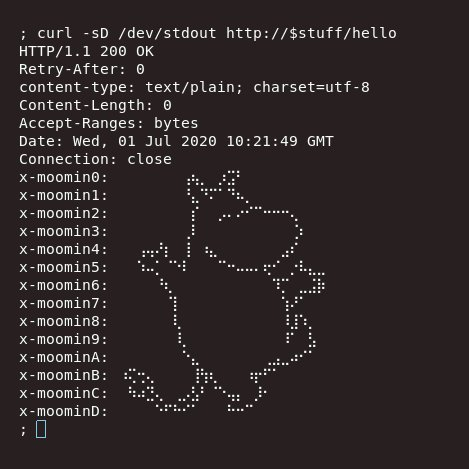 ; curl -sD /dev/stdout http://$stuff/hello
HTTP/1.1 200 OK
Retry-After: 0
content-type: text/plain; charset=utf-8
Content-Length: 0
Accept-Ranges: bytes
Date: Wed, 01 Jul 2020 10:21:49 GMT
Connection: close
x-moomin0:
x-moomin1:
x-moomin2:
x-moomin3:
x-moomin4:
x-moomin5:
x-moomin6:
x-moomin7:
x-moomin8:
x-moomin9:
x-moominA:
x-moominB:
x-moominC:
x-moominD:
;